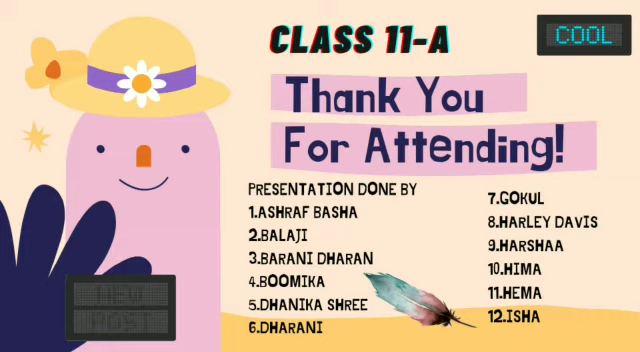 CLASS 11-A
COOL
Thank You
For Attending!
PRESENTATION DONE BY
1.ASHRAF BASHA
2.BALAJI
3.BARANI DHARAN
4.BOOMIKA
5.DHANIKA SHREE
6.DHARANI
7.GOKUL
8.HARLEY DAVIS
9.HARSHAA
10.HIMA
11.HEMA
12.ISHA
NEW
POST